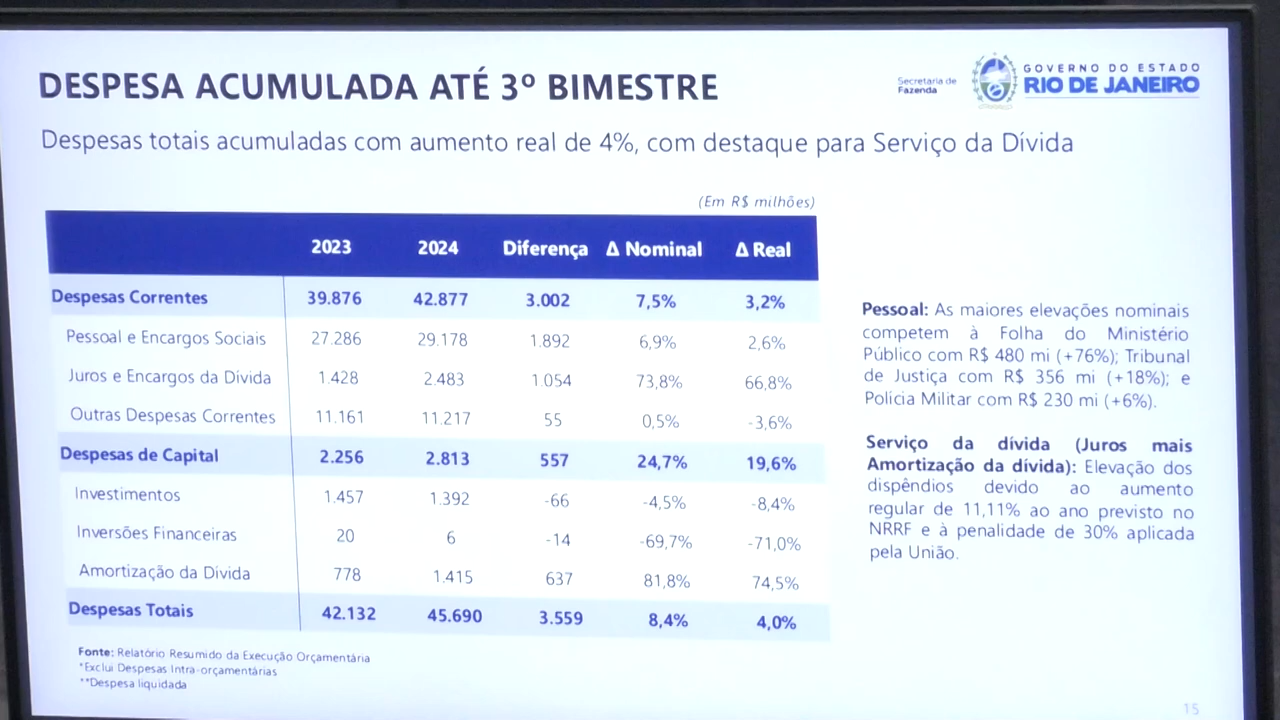 DESPESA ACUMULADA ATÉ 3º BIMESTRE
Secretaria de
Fazenda
GOVERNO DO ESTADO
RIO DE JANEIRO
Despesas totais acumuladas com aumento real de 4%, com destaque para Serviço da Dívida
(Em R$ milhões)
2023 2024 Diferença Δ Nominal Δ Real
Despesas Correntes 39.876 42.877 3.002 7,5% 3,2%
Pessoal e Encargos Sociais 27.286 29.178 1.892 6,9% 2,6%
Juros e Encargos da Dívida 1.428 2.483 1.054 73,8% 66,8%
Outras Despesas Correntes 11.161 11.217 55 0,5% -3,6%
Despesas de Capital 2.256 2.813 557 24,7% 19,6%
Investimentos 1.457 1.392 -66 -4,5% -8,4%
Inversões Financeiras 20 6 -14 -69,7% -71,0%
Amortização da Dívida 778 1.415 637 81,8% 74,5%
Despesas Totais 42.132 45.690 3.559 8,4% 4,0%
Pessoal: As maiores elevações nominais
competem à Folha do Ministério
Público com R$ 480 mi (+76%); Tribunal
de Justiça com R$ 356 mi (+18%); e
Polícia Militar com R$ 230 mi (+6%).
Serviço da dívida (Juros mais
Amortização da dívida): Elevação dos
dispêndios devido ao aumento
regular de 11,11% ao ano previsto no
NRRF e à penalidade de 30% aplicada
pela União.
Fonte: Relatório Resumido da Execução Orçamentária
*Exclui Despesas Intra-orçamentárias
**Despesa liquidada
15